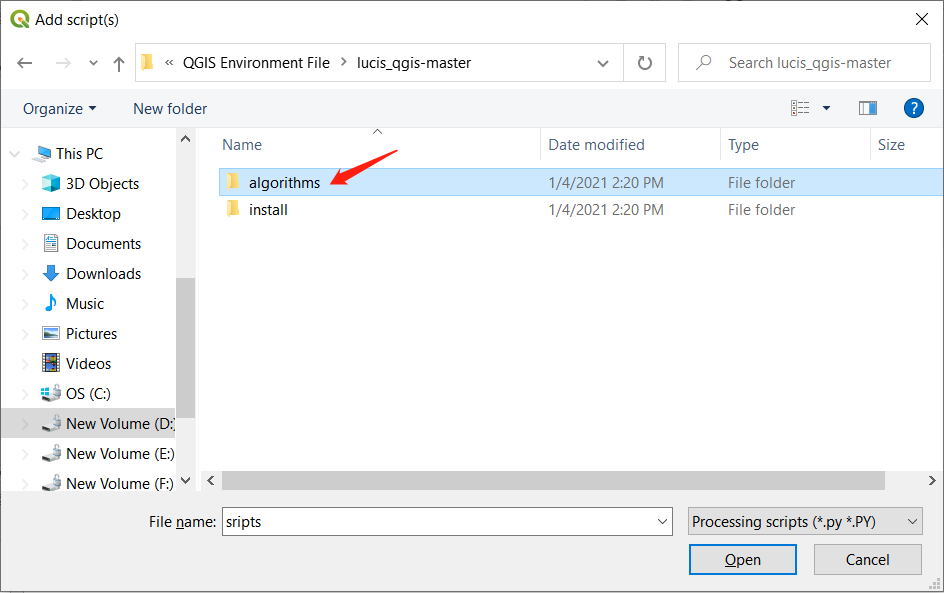 Add script(s)
« QGIS Environment File > lucis_qgis-master
Search lucis_qgis-master
Organize
New folder
?
Name Date modified Type Size
This PC
3D Objects
Desktop
Documents
Downloads
Music
Pictures
Videos
OS (C:)
New Volume (D:)
New Volume (E:)
New Volume (F:)
algorithms 1/4/2021 2:20 PM File folder
install 1/4/2021 2:20 PM File folder
File name: sripts
Processing scripts (*.py *.PY)
Open Cancel